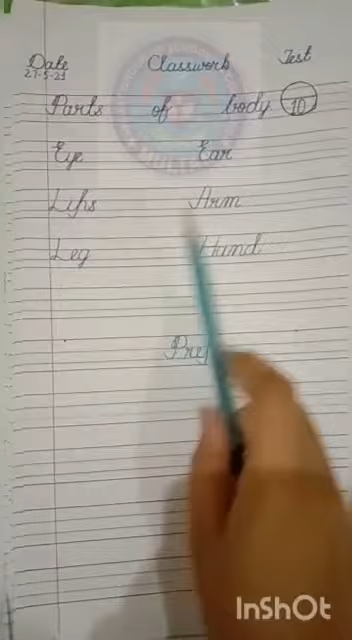 Date Classwork Test
27-5-23
Parts of body 10
Eye Ear
Lips Arm
Leg Hand
InShOt